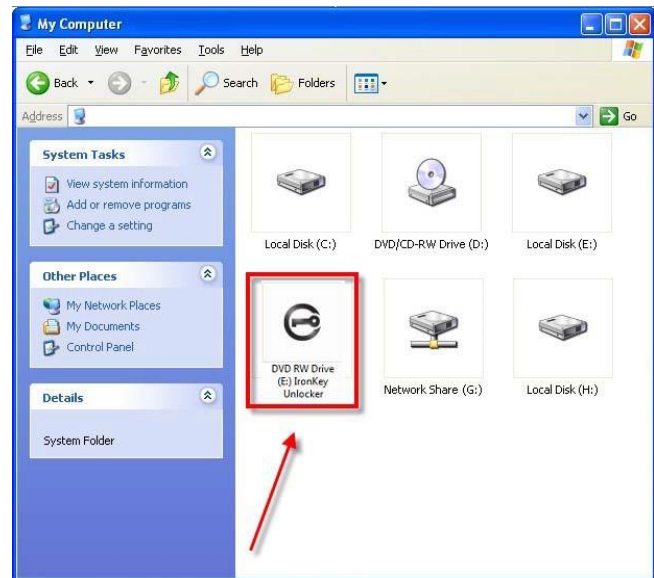 My Computer
File Edit View Favorites Tools Help
Back Search Folders
Address Go
System Tasks
View system information
Add or remove programs
Change a setting
Other Places
My Network Places
My Documents
Control Panel
Details
System Folder
Local Disk (C:) DVD/CD-RW Drive (D:) Local Disk (E:)
DVD RW Drive
(E:) IronKey
Unlocker
Network Share (G:) Local Disk (H:)